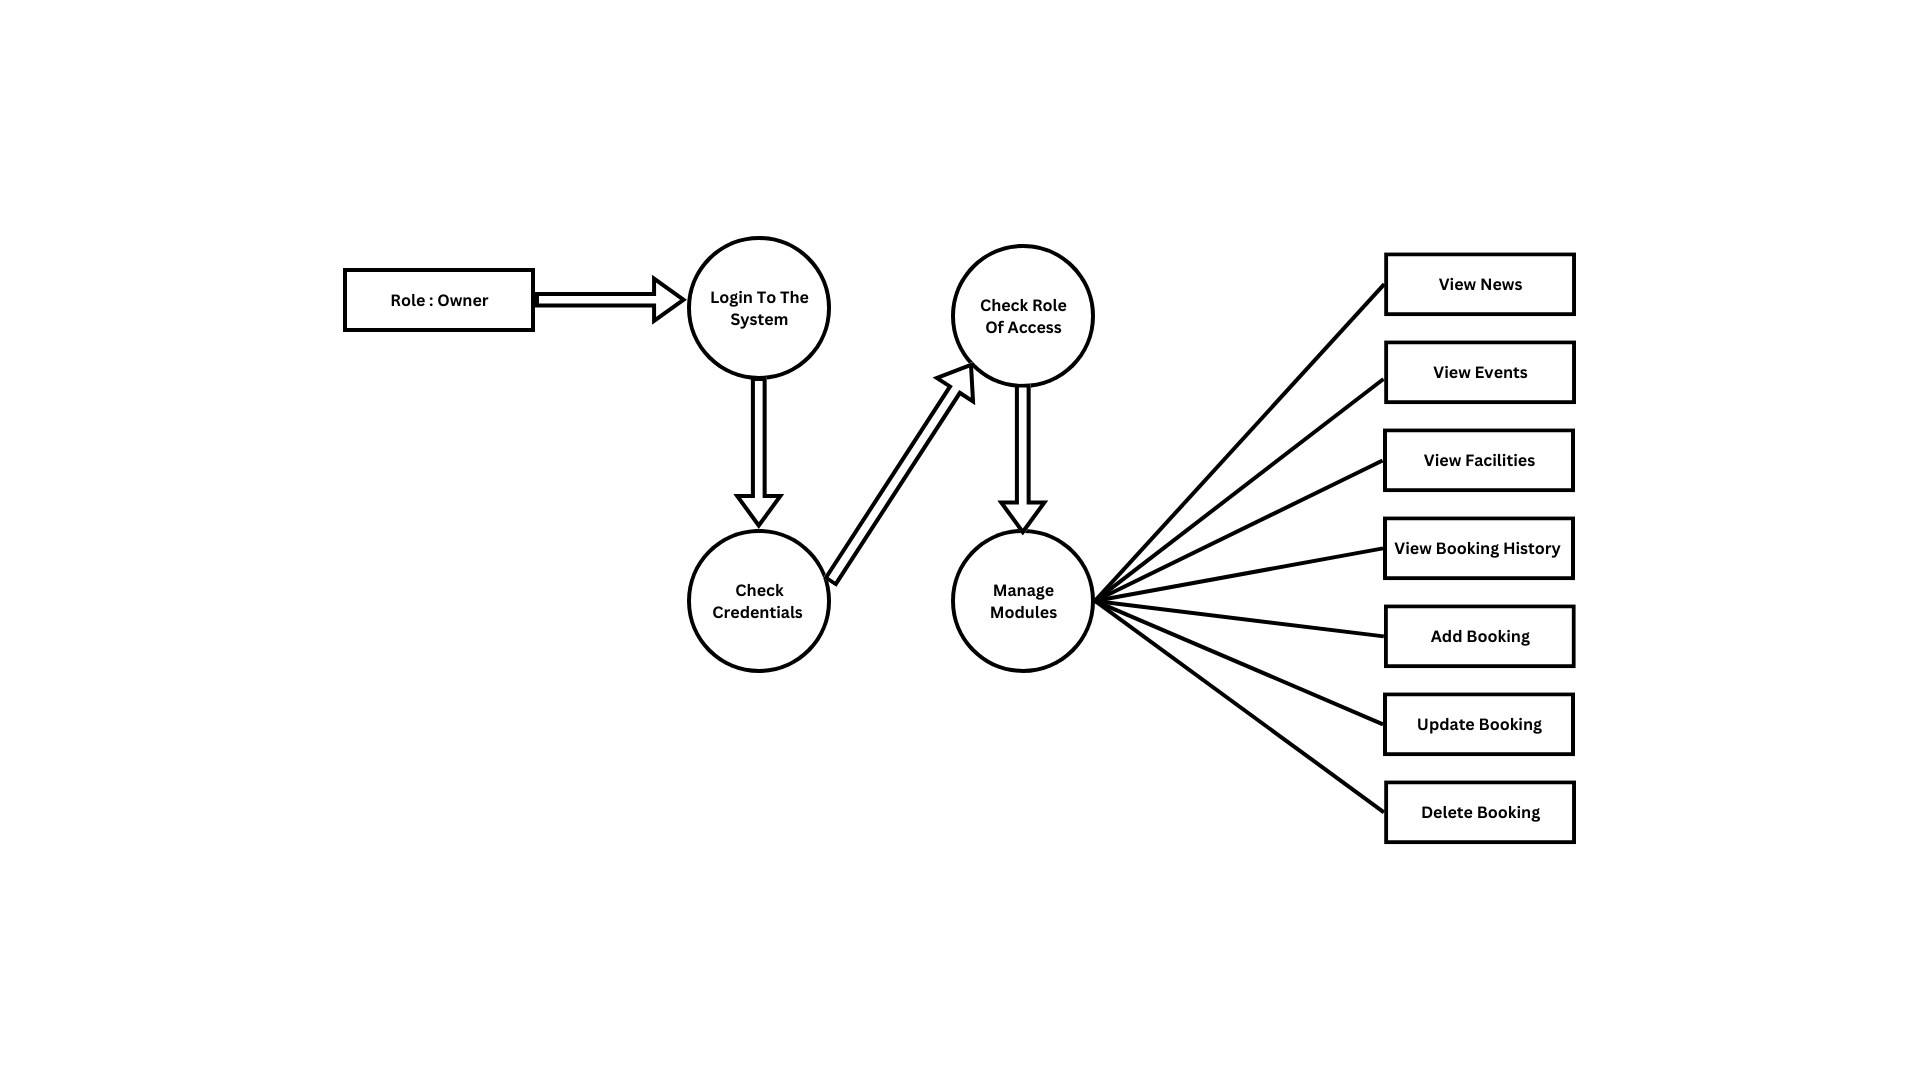 Role : Owner
Login To The
System
Check
Credentials
Check Role
Of Access
Manage
Modules
View News
View Events
View Facilities
View Booking History
Add Booking
Update Booking
Delete Booking